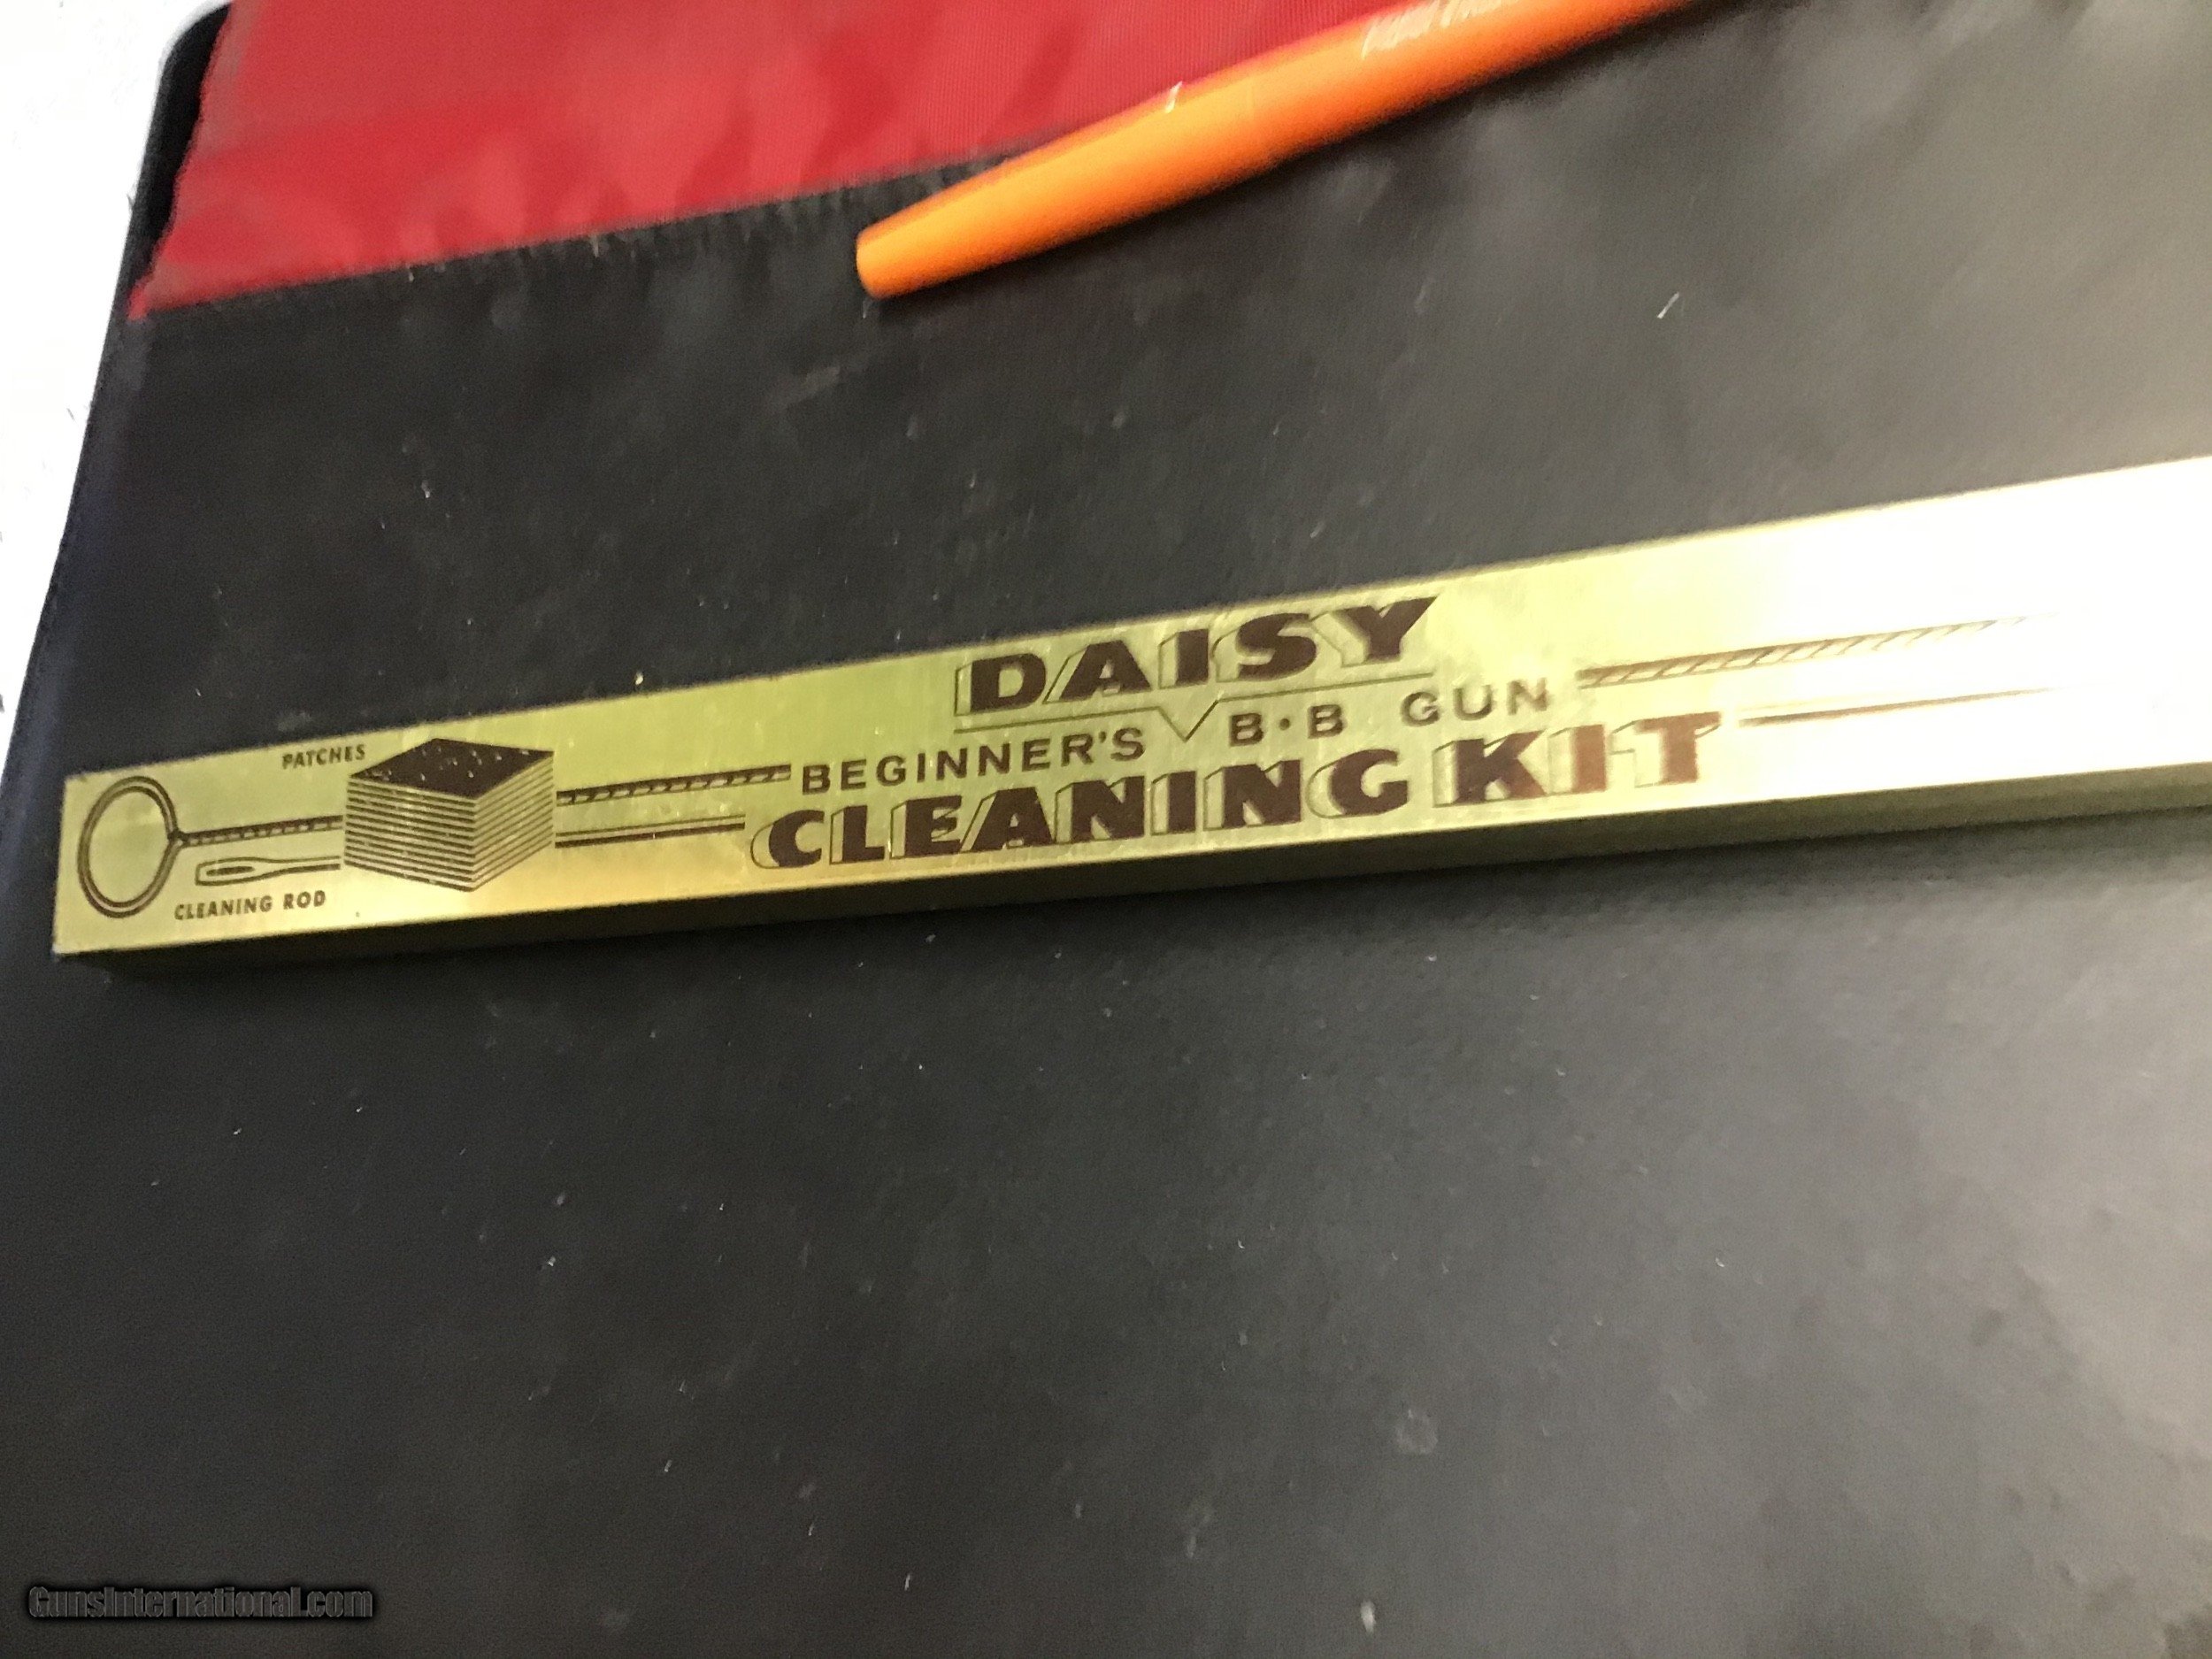 PATCHES
CLEANING ROD
DAISY
BEGINNER'S B·B GUN
CLEANING KIT
GunsInternational.com